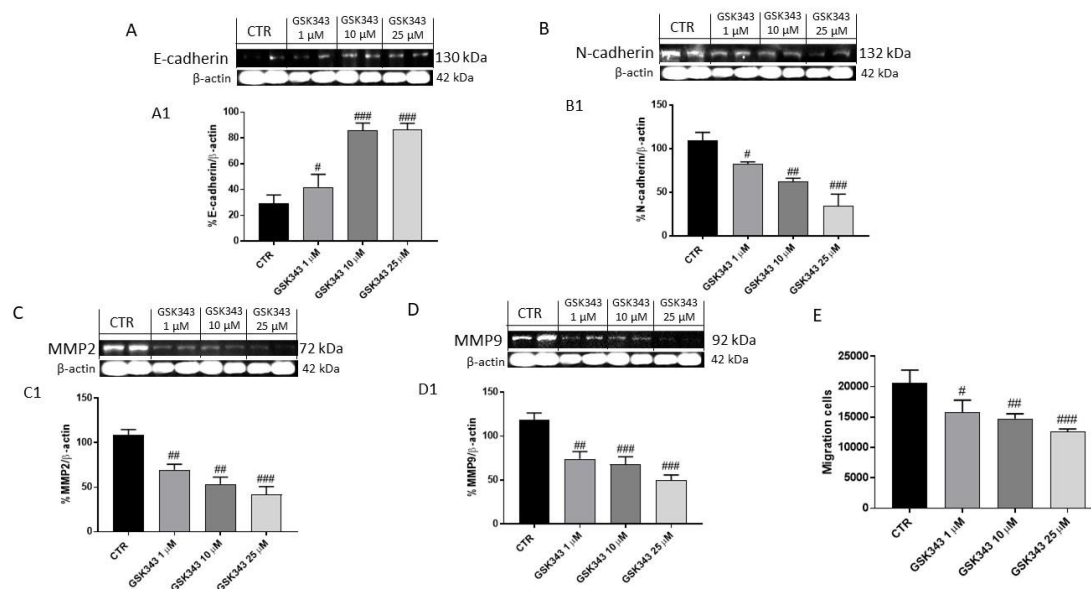 A
CTR
GSK343
1 µM
GSK343
10 µM
GSK343
25 µM
E-cadherin
130 kDa
β-actin
42 kDa
A1
% E-cadherin/β-actin
100
80
60
40
20
0
#
###
###
CTR
GSK343 1 µM
GSK343 10 µM
GSK343 25 µM
B
CTR
GSK343
1 µM
GSK343
10 µM
GSK343
25 µM
N-cadherin
132 kDa
β-actin
42 kDa
B1
% N-cadherin/β-actin
150
100
50
0
#
##
###
CTR
GSK343 1 µM
GSK343 10 µM
GSK343 25 µM
C
CTR
GSK343
1 µM
GSK343
10 µM
GSK343
25 µM
MMP2
72 kDa
β-actin
42 kDa
C1
% MMP2/β-actin
150
100
50
0
##
##
###
CTR
GSK343 1 µM
GSK343 10 µM
GSK343 25 µM
D
CTR
GSK343
1 µM
GSK343
10 µM
GSK343
25 µM
MMP9
92 kDa
β-actin
42 kDa
D1
% MMP9/β-actin
150
100
50
0
##
###
###
CTR
GSK343 1 µM
GSK343 10 µM
GSK343 25 µM
E
Migration cells
25000
20000
15000
10000
5000
0
#
##
###
CTR
GSK343 1 µM
GSK343 10 µM
GSK343 25 µM